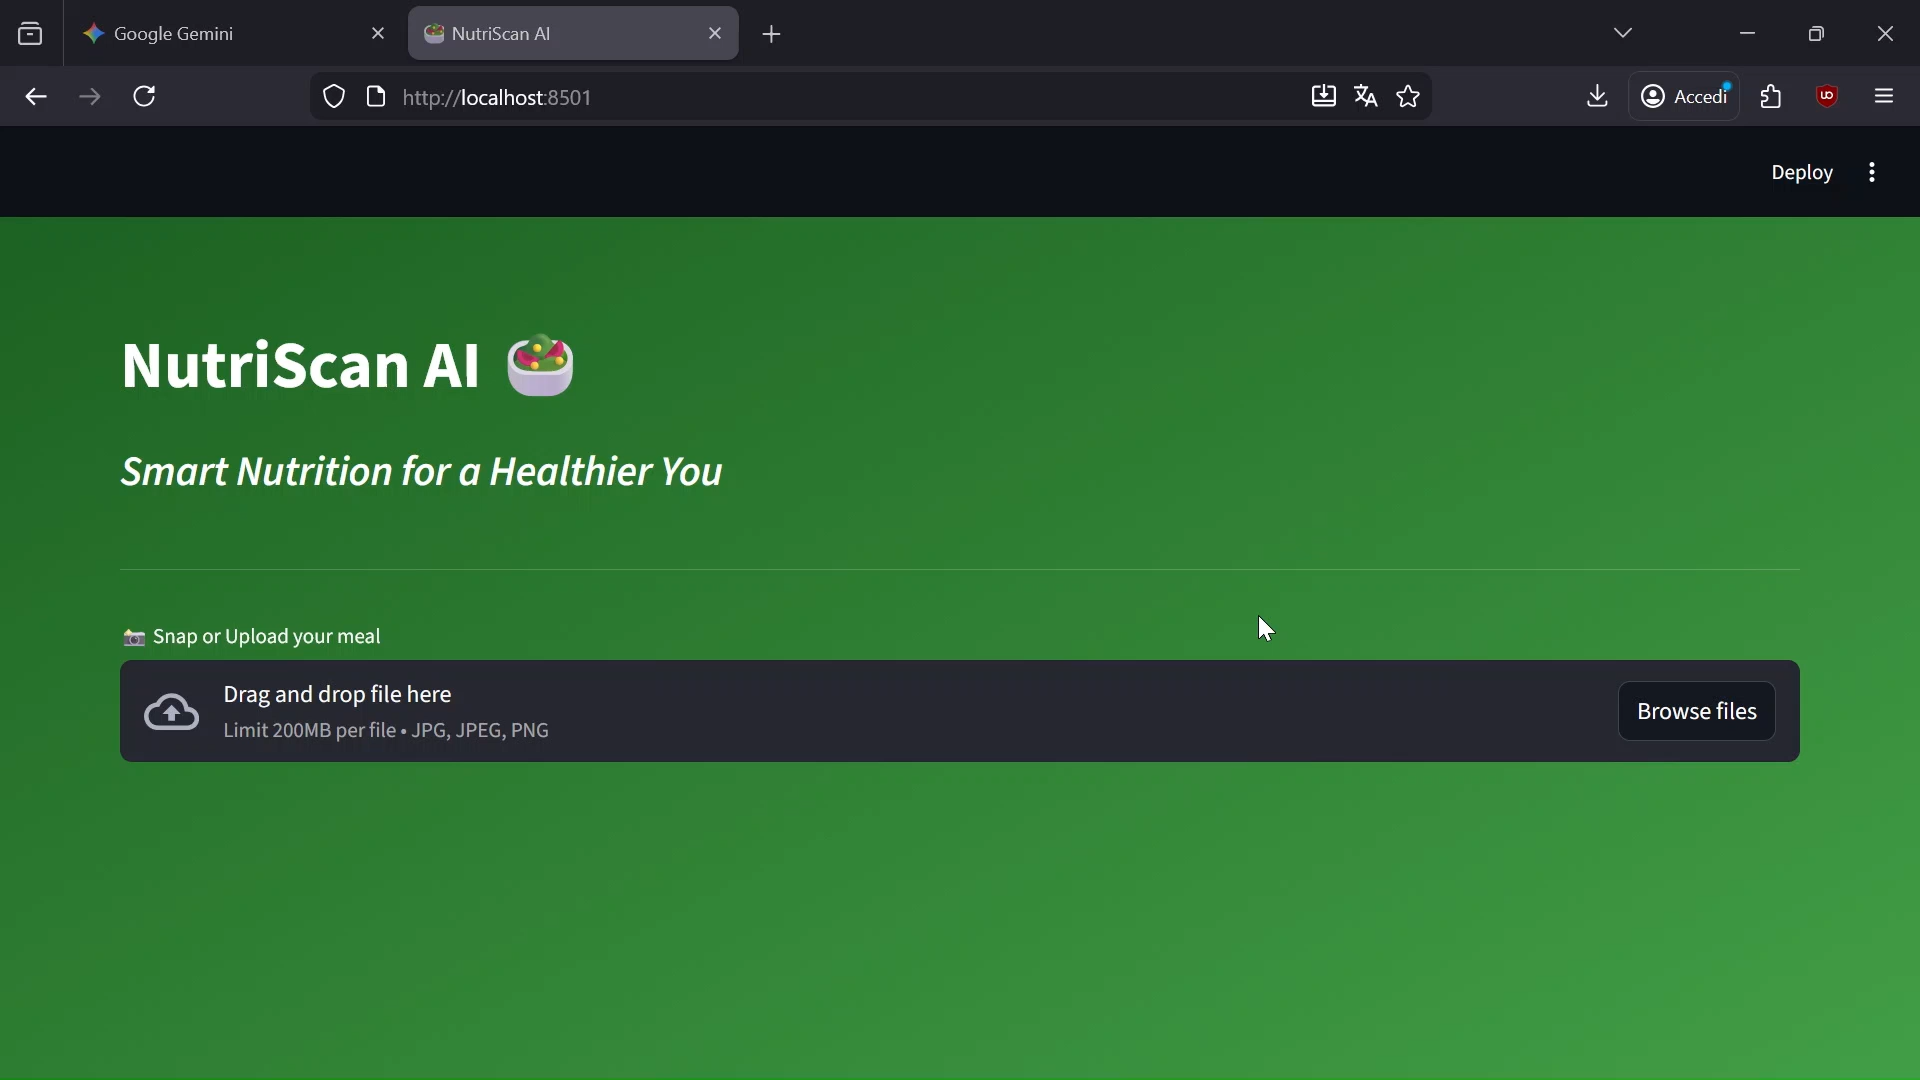 Google Gemini
NutriScan AI
http://localhost:8501
Accedi
Deploy
NutriScan AI
Smart Nutrition for a Healthier You
Snap or Upload your meal
Drag and drop file here
Limit 200MB per file • JPG, JPEG, PNG
Browse files